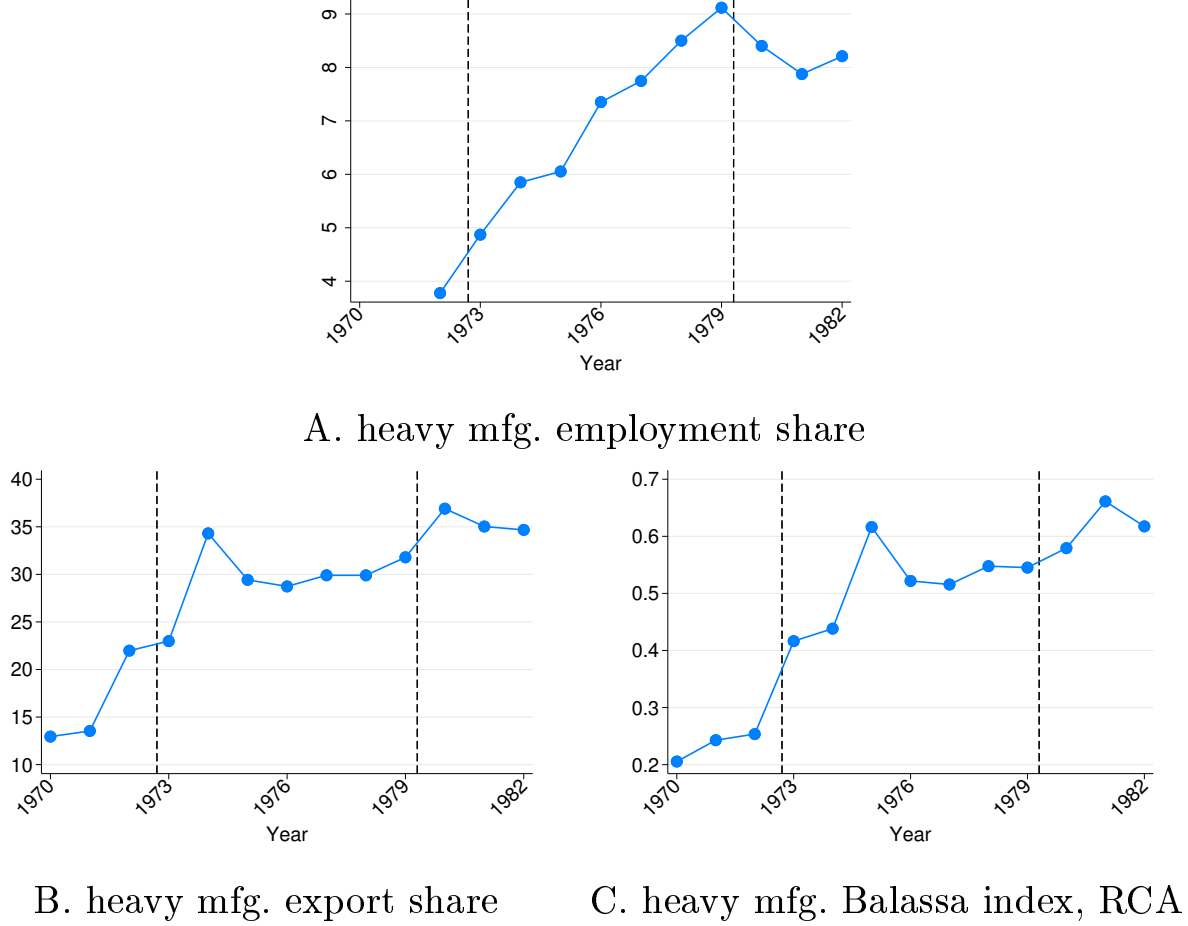 9
8
7
6
5
4
1970 1973 1976 1979 1982
Year
A. heavy mfg. employment share
40
35
30
25
20
15
10
1970 1973 1976 1979 1982
Year
B. heavy mfg. export share
0.7
0.6
0.5
0.4
0.3
0.2
1970 1973 1976 1979 1982
Year
C. heavy mfg. Balassa index, RCA